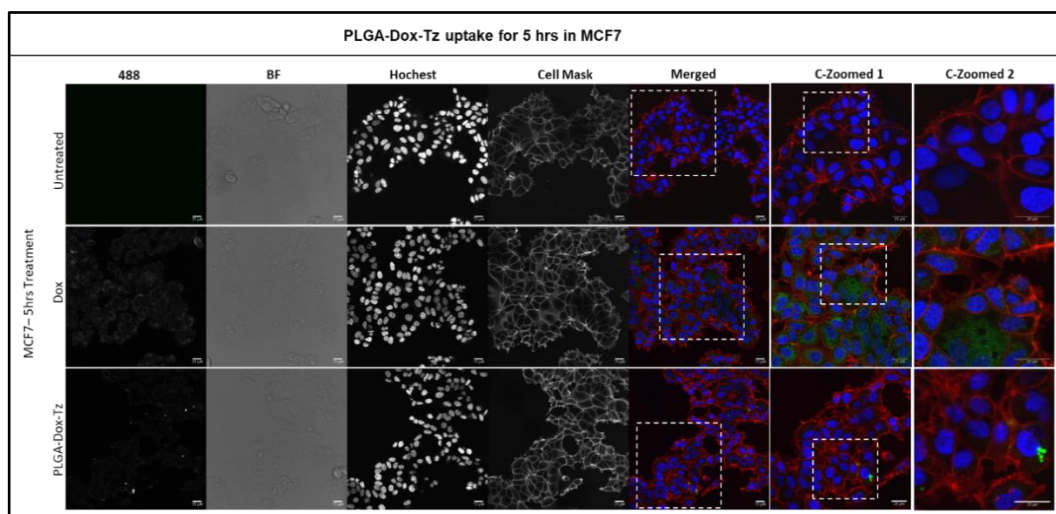 PLGA-Dox-Tz uptake for 5 hrs in MCF7
488 BF Hochest Cell Mask Merged C-Zoomed 1 C-Zoomed 2
MCF7– 5hrs Treatment
Untreated
Dox
PLGA-Dox-Tz